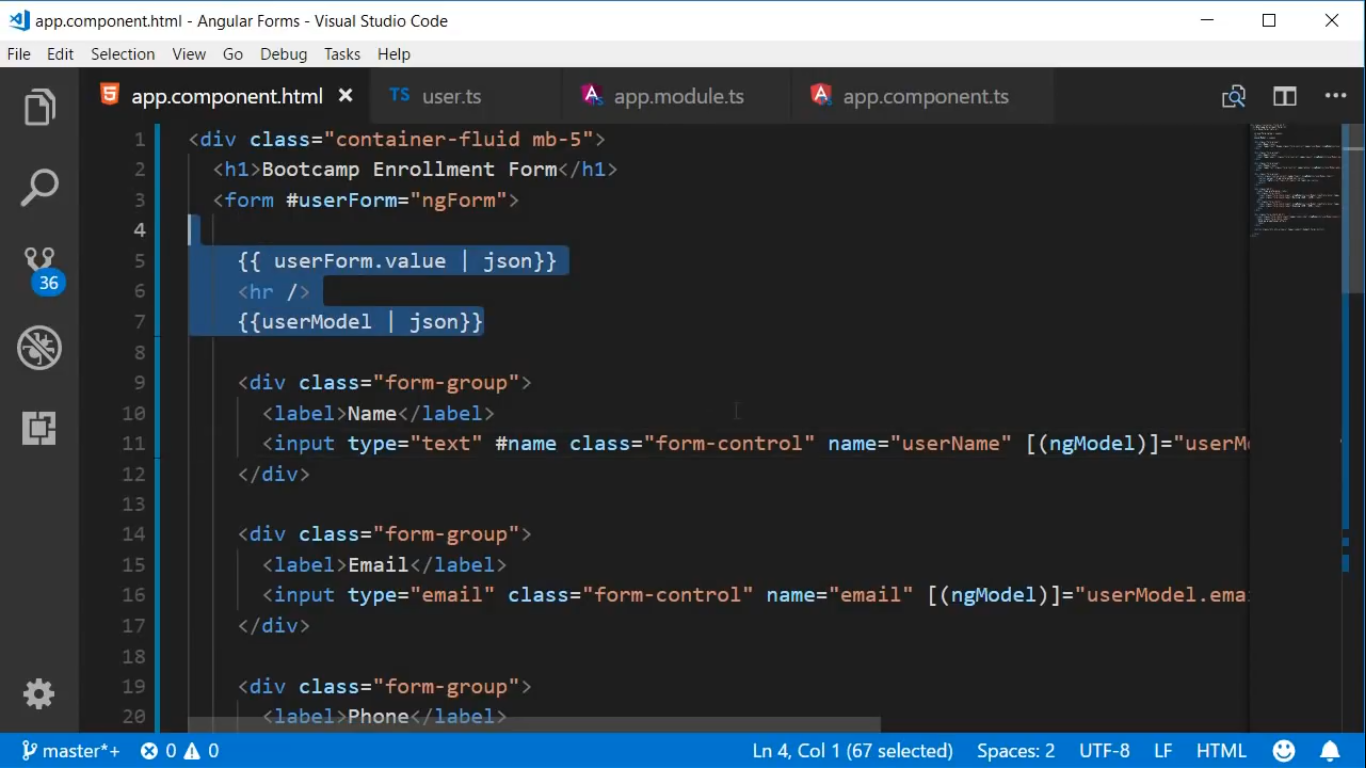 app.component.html - Angular Forms - Visual Studio Code
File Edit Selection View Go Debug Tasks Help
app.component.html TS user.ts app.module.ts app.component.ts
1 <div class="container-fluid mb-5">
2 <h1>Bootcamp Enrollment Form</h1>
3 <form #userForm="ngForm">
4
5 {{ userForm.value | json}}
6 <hr />
7 {{userModel | json}}
8
9 <div class="form-group">
10 <label>Name</label>
11 <input type="text" #name class="form-control" name="userName" [(ngModel)]="userMo
12 </div>
13
14 <div class="form-group">
15 <label>Email</label>
16 <input type="email" class="form-control" name="email" [(ngModel)]="userModel.emai
17 </div>
18
19 <div class="form-group">
20 <label>Phone</label>
36
master*+ 0 0 Ln 4, Col 1 (67 selected) Spaces: 2 UTF-8 LF HTML